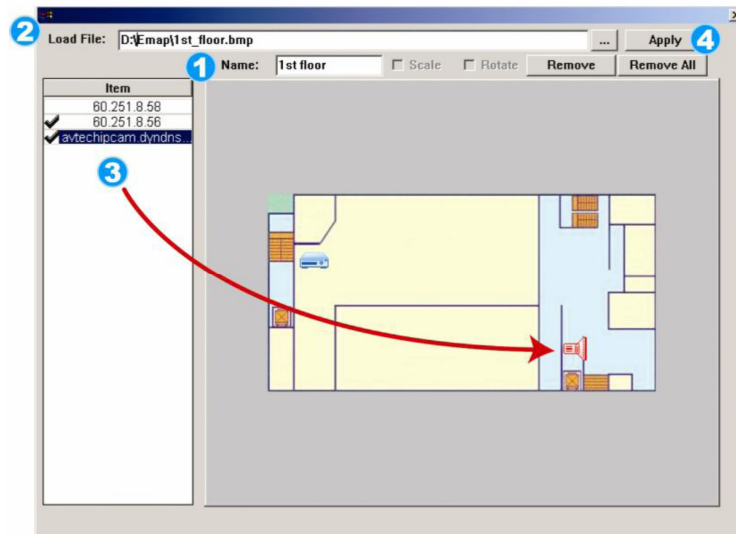 2 Load File: D:\Emap\1st_floor.bmp ... Apply 4
1 Name: 1st floor Scale Rotate Remove Remove All
Item
60.251.8.58
60.251.8.56
avtechipcam.dyndns...
3